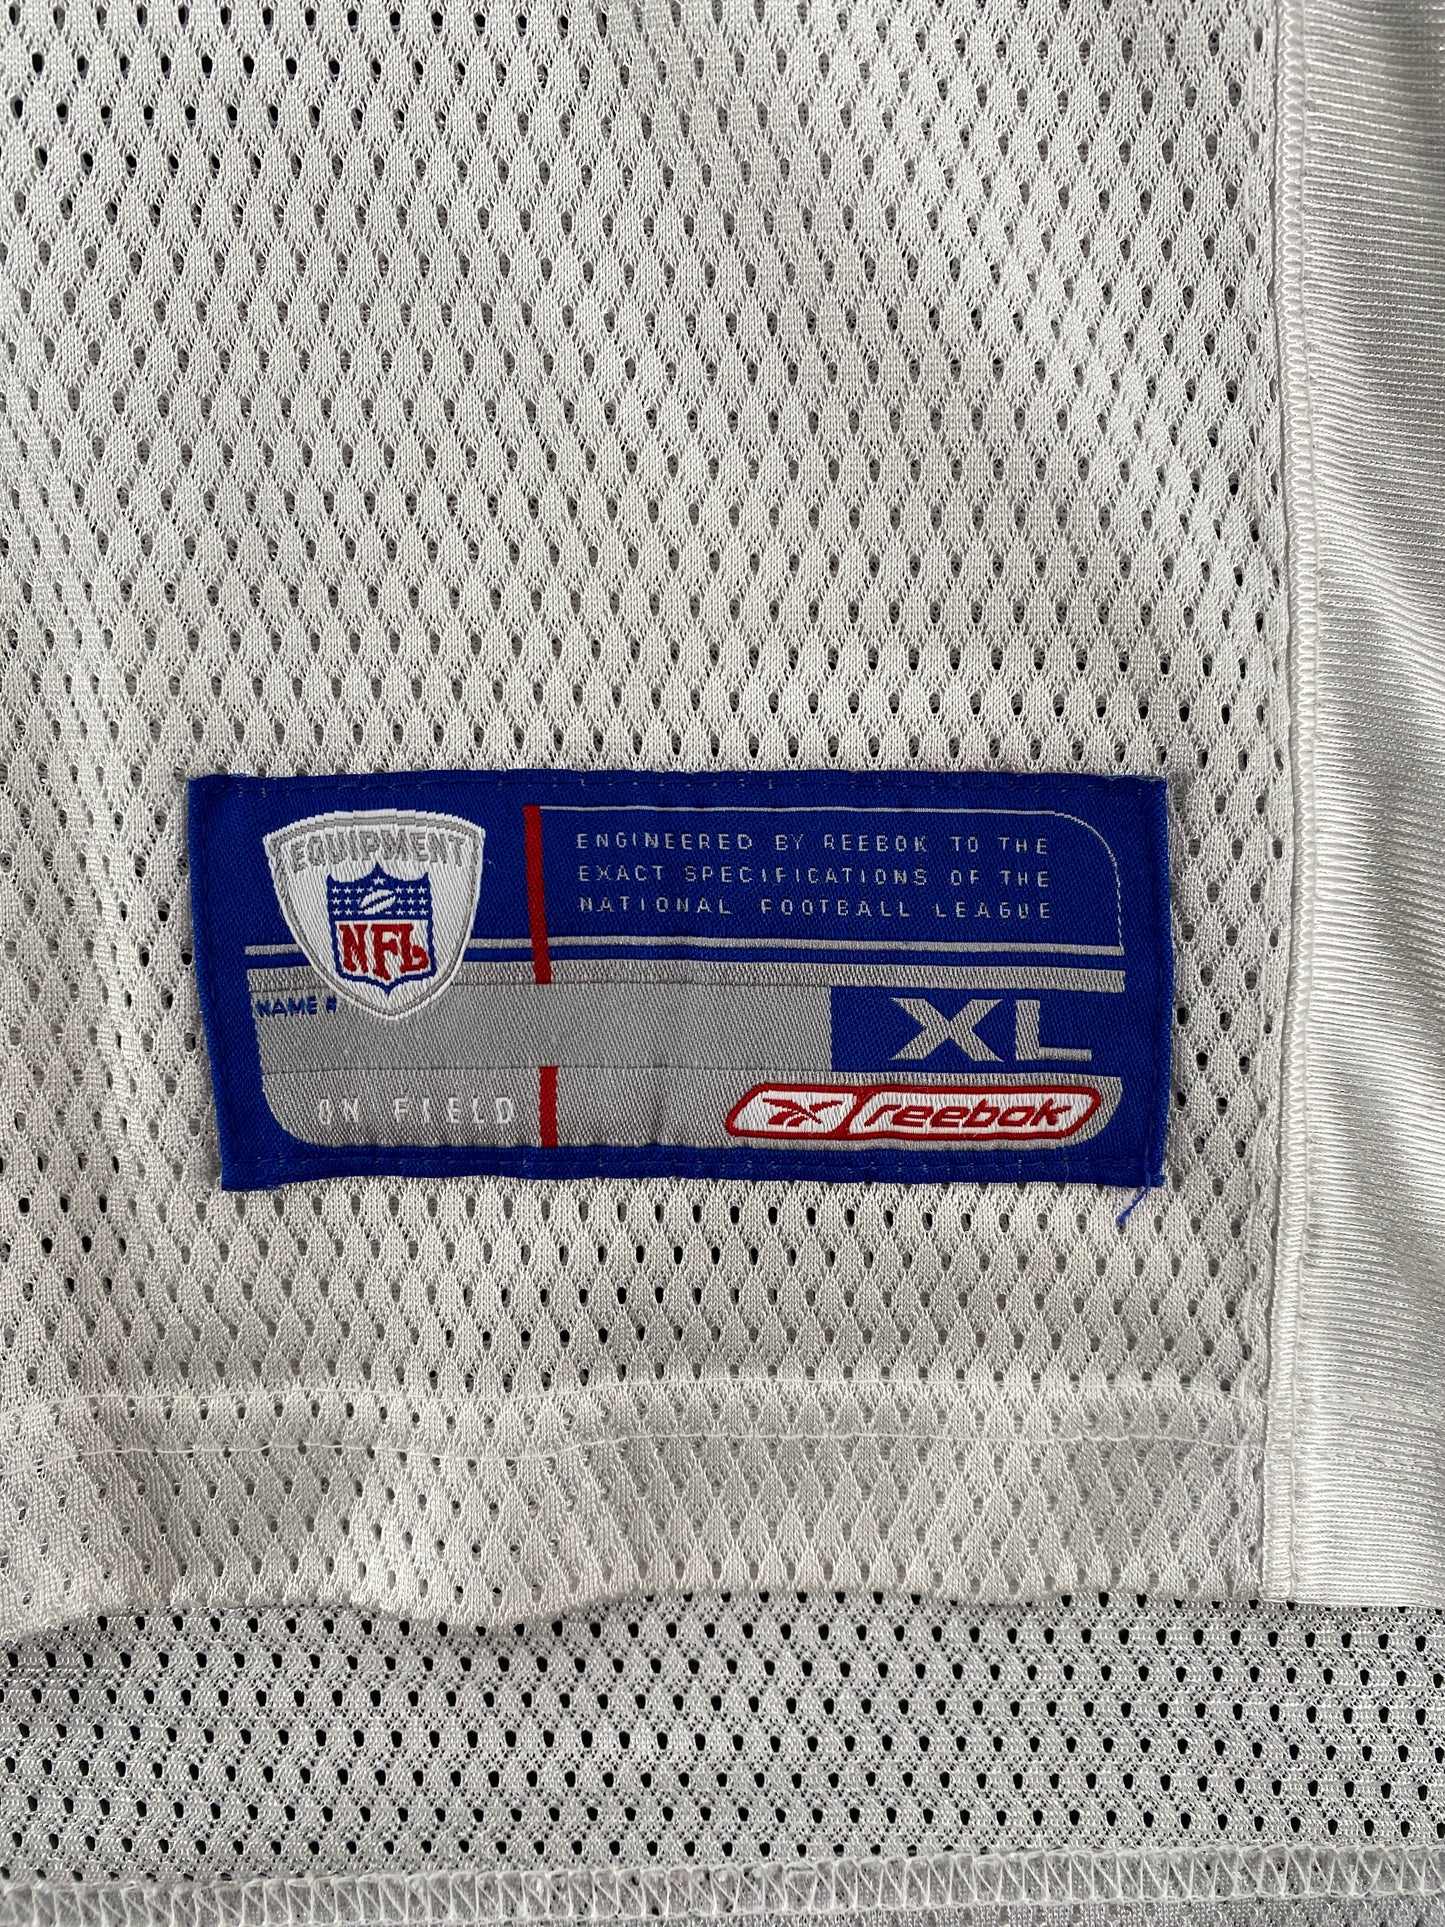 EQUIPMENT
NFL
ENGINEERED BY REEBOK TO THE
EXACT SPECIFICATIONS OF THE
NATIONAL FOOTBALL LEAGUE
NAME #
XL
ON FIELD
reebok